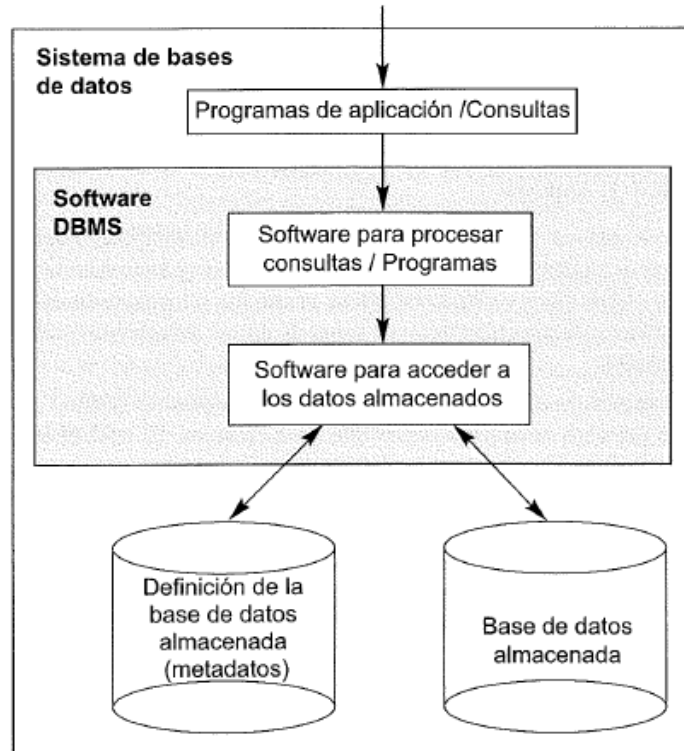 Sistema de bases
de datos
Programas de aplicación /Consultas
Software
DBMS
Software para procesar
consultas / Programas
Software para acceder a
los datos almacenados
Definición de la
base de datos
almacenada
(metadatos)
Base de datos
almacenada